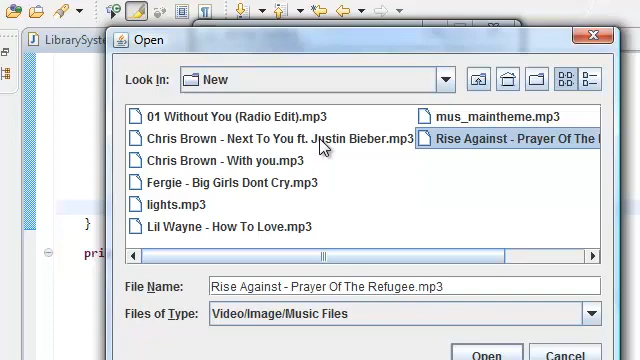 LibrarySystem
Open
Look In:
New
01 Without You (Radio Edit).mp3
mus_maintheme.mp3
Chris Brown - Next To You ft. Justin Bieber.mp3
Rise Against - Prayer Of The
Chris Brown - With you.mp3
Fergie - Big Girls Dont Cry.mp3
lights.mp3
Lil Wayne - How To Love.mp3
}
pri
File Name:
Rise Against - Prayer Of The Refugee.mp3
Files of Type:
Video/Image/Music Files
Open
Cancel